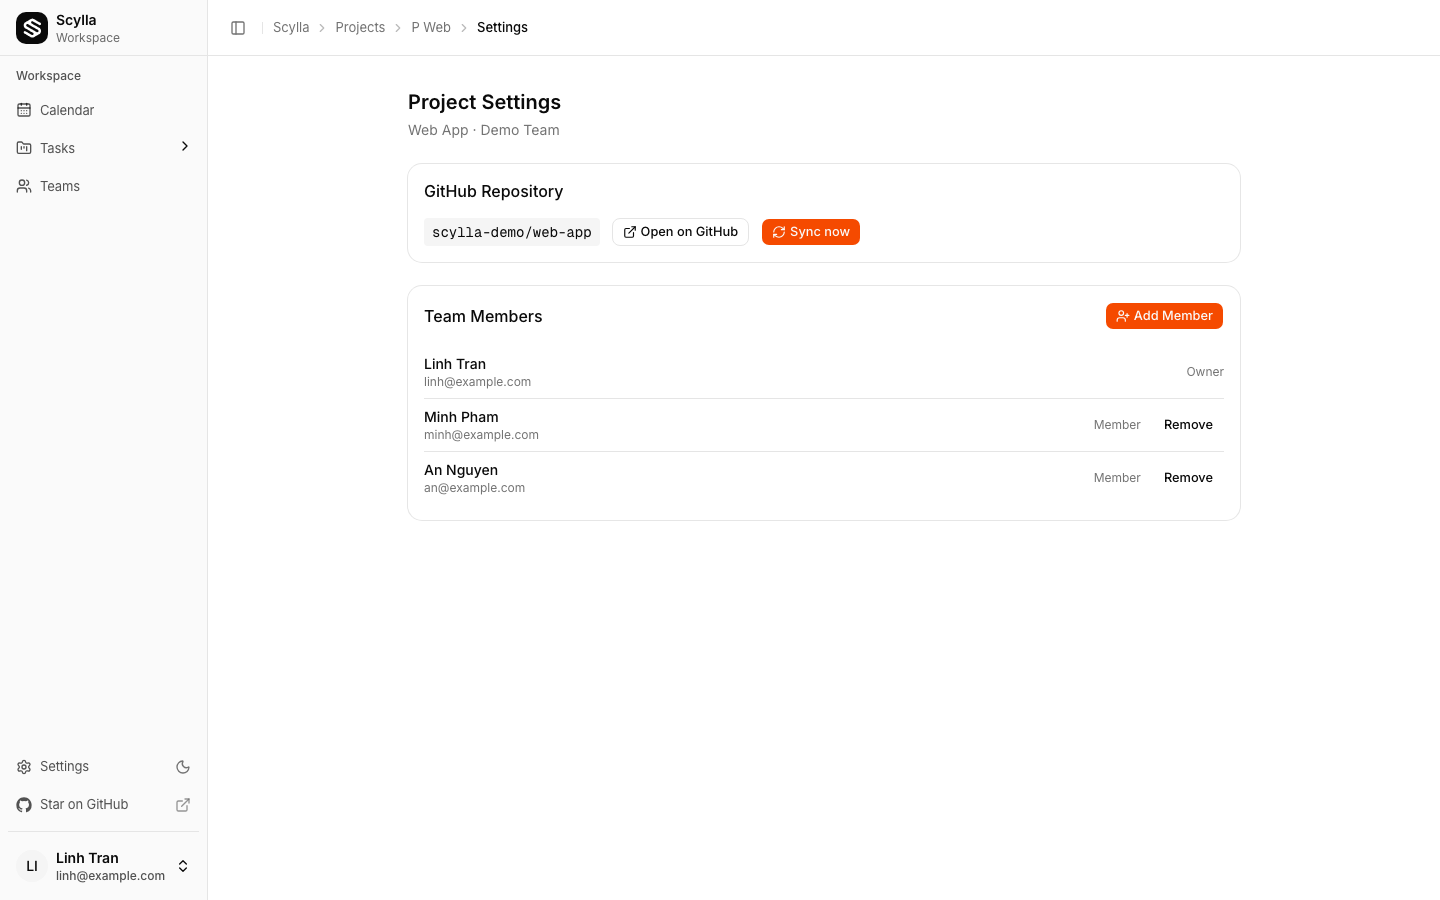 Scylla
Workspace
Workspace
Calendar
Tasks
Teams
Settings
Star on GitHub
LI
Linh Tran
linh@example.com
Scylla
Projects
P Web
Settings
Project Settings
Web App · Demo Team
GitHub Repository
scylla-demo/web-app
Open on GitHub
Sync now
Team Members
Add Member
Linh Tran
linh@example.com
Owner
Minh Pham
minh@example.com
Member
Remove
An Nguyen
an@example.com
Member
Remove